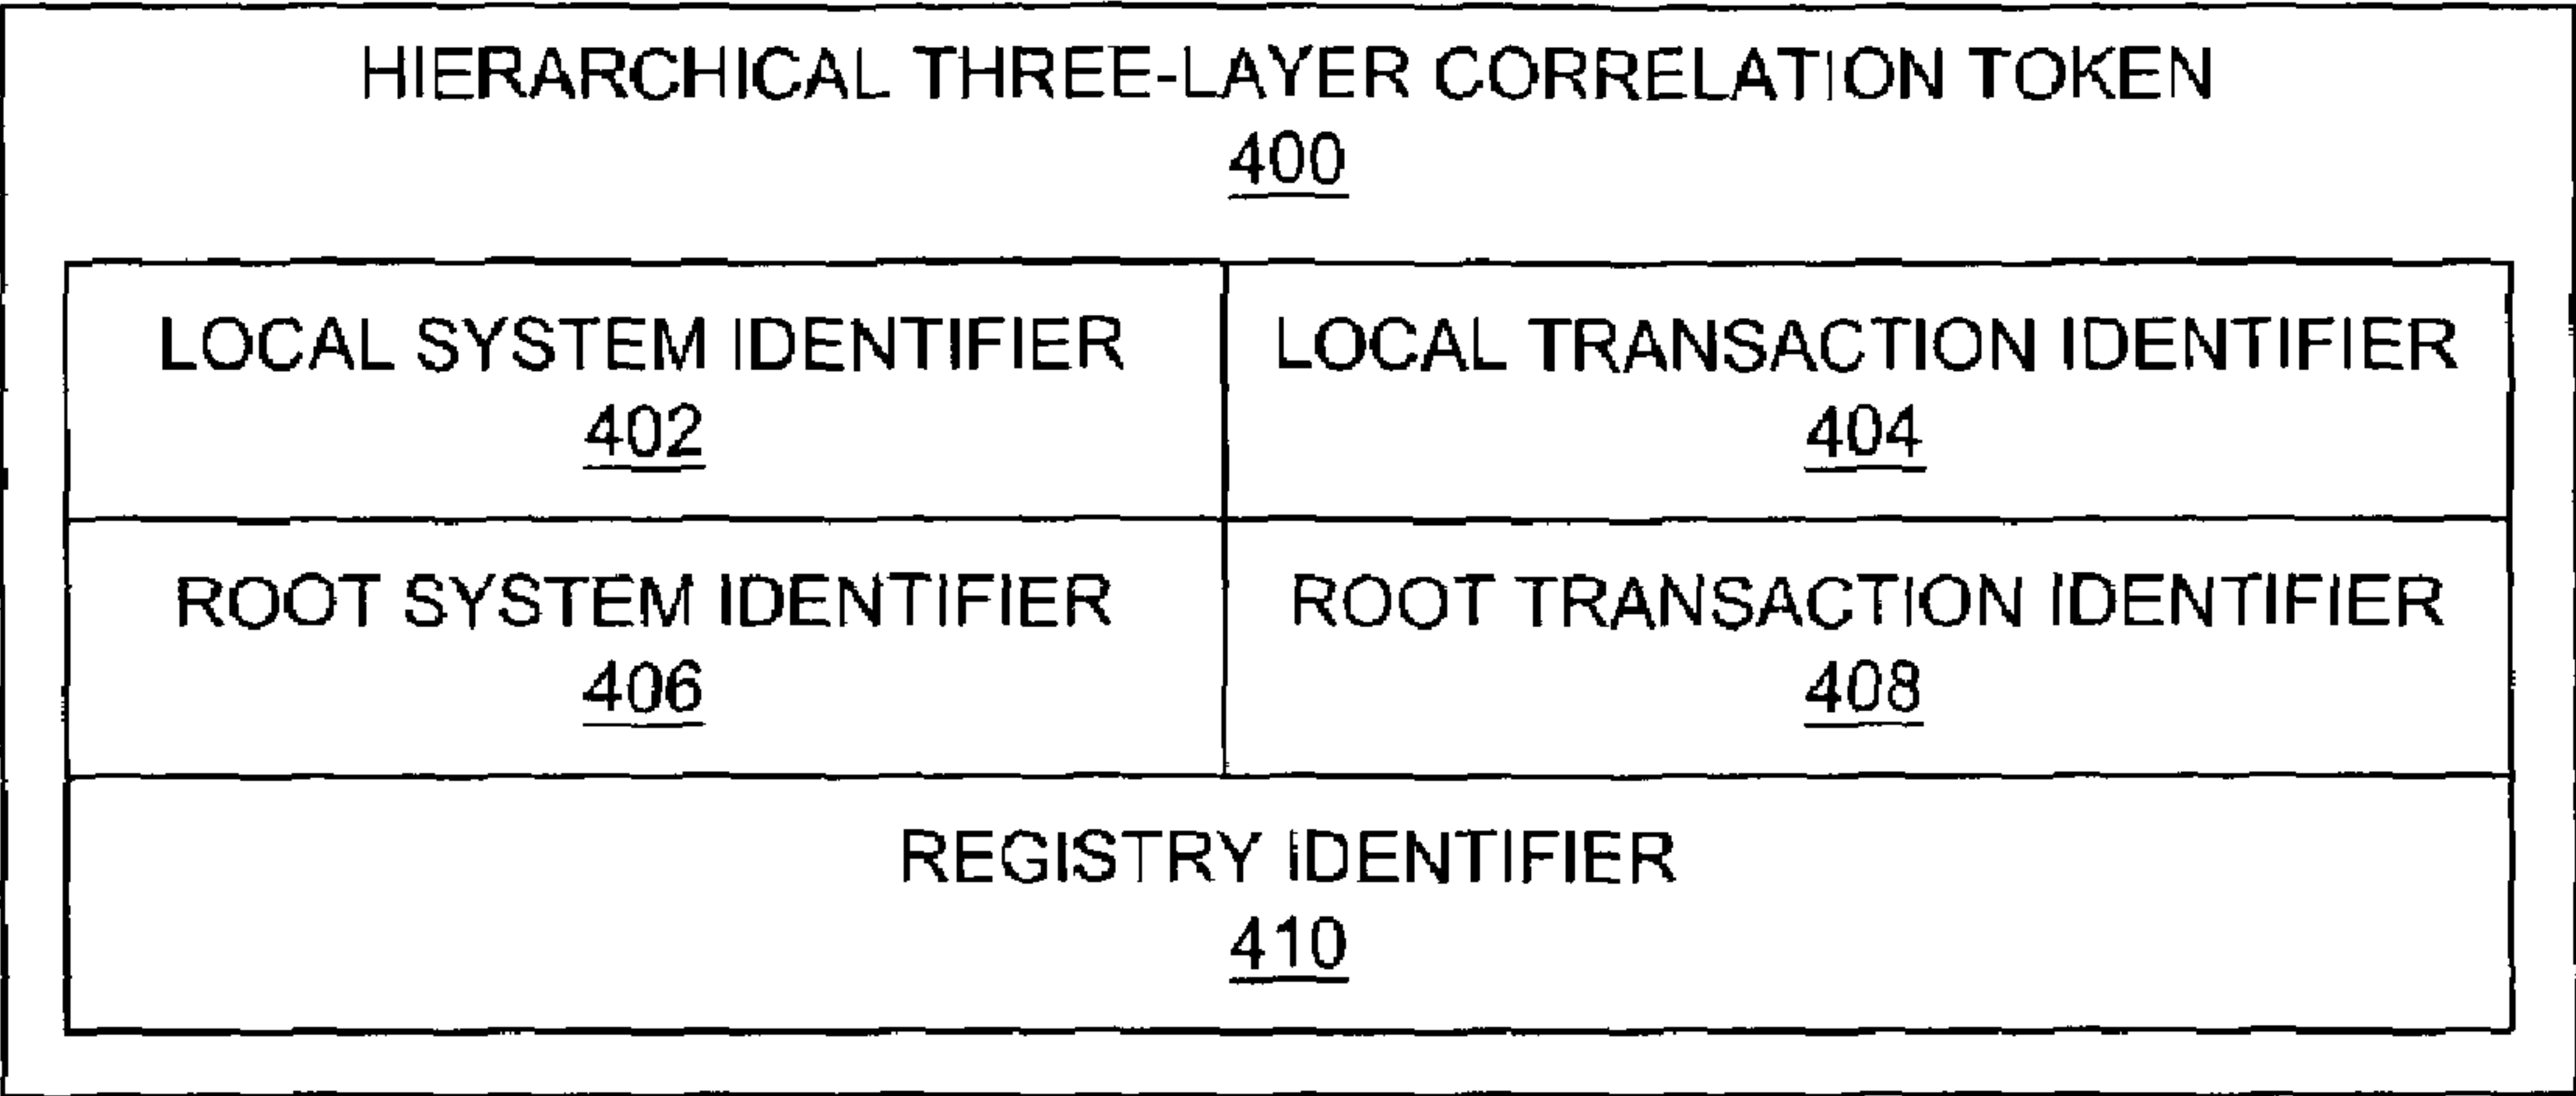 HIERARCHICAL THREE-LAYER CORRELATION TOKEN
400
LOCAL SYSTEM IDENTIFIER
402
LOCAL TRANSACTION IDENTIFIER
404
ROOT SYSTEM IDENTIFIER
406
ROOT TRANSACTION IDENTIFIER
408
REGISTRY IDENTIFIER
410